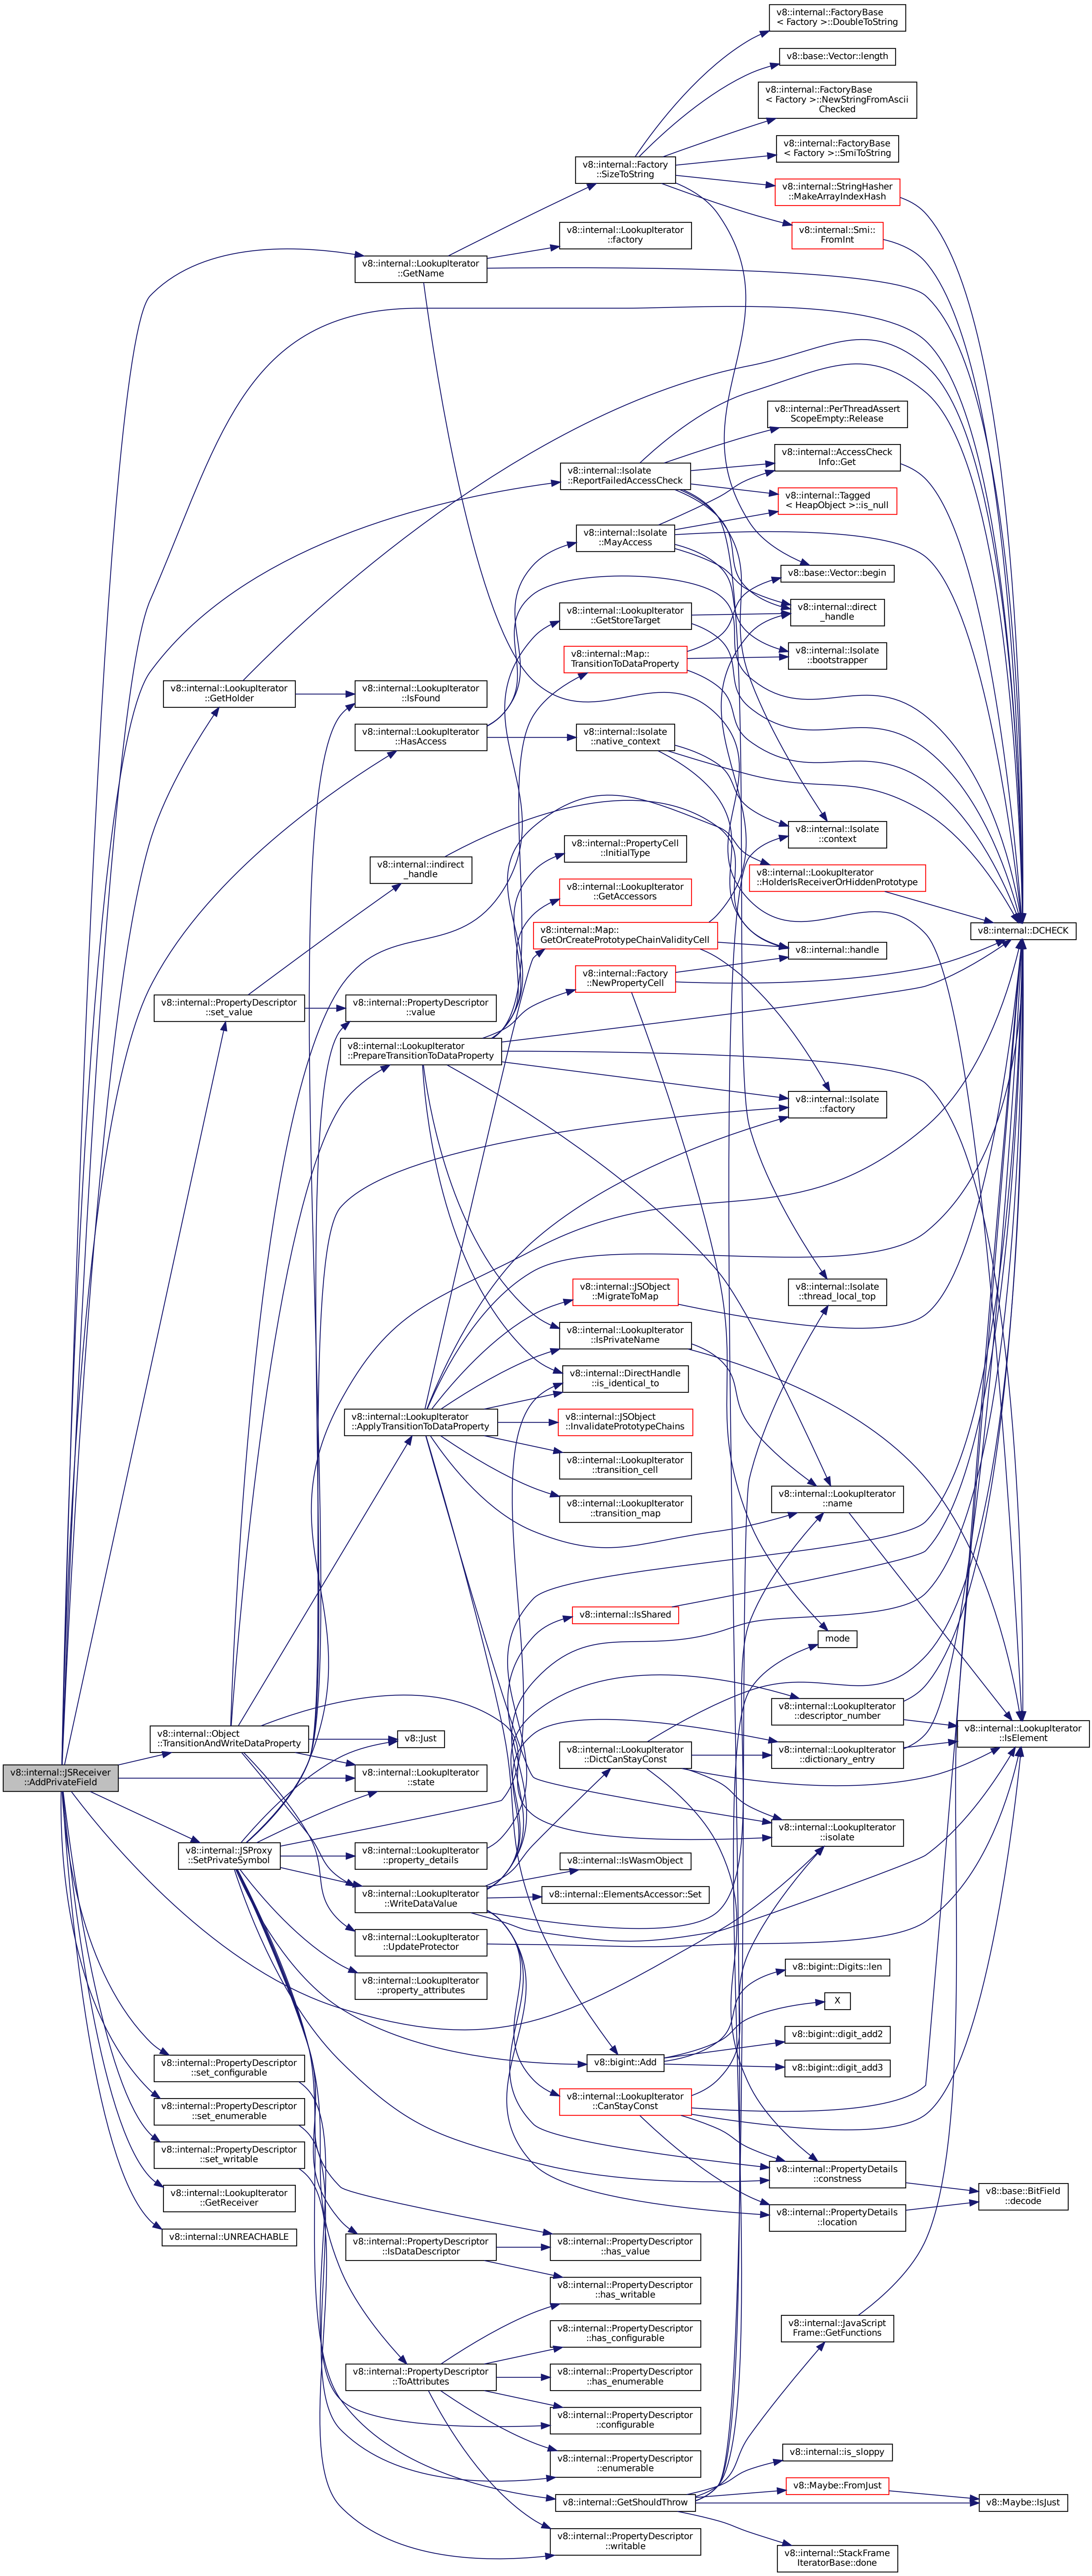 v8::internal::FactoryBase
< Factory >::DoubleToString
v8::base::Vector::length
v8::internal::FactoryBase
< Factory >::NewStringFromAscii
Checked
v8::internal::FactoryBase
< Factory >::SmiToString
v8::internal::Factory
::SizeToString
v8::internal::StringHasher
::MakeArrayIndexHash
v8::internal::LookupIterator
::factory
v8::internal::Smi::
FromInt
v8::internal::LookupIterator
::GetName
v8::internal::PerThreadAssert
ScopeEmpty::Release
v8::internal::AccessCheck
Info::Get
v8::internal::Isolate
::ReportFailedAccessCheck
v8::internal::Tagged
< HeapObject >::is_null
v8::internal::Isolate
::MayAccess
v8::base::Vector::begin
v8::internal::LookupIterator
::GetStoreTarget
v8::internal::direct
_handle
v8::internal::Map::
TransitionToDataProperty
v8::internal::Isolate
::bootstrapper
v8::internal::LookupIterator
::GetHolder
v8::internal::LookupIterator
::IsFound
v8::internal::LookupIterator
::HasAccess
v8::internal::Isolate
::native_context
v8::internal::Isolate
::context
v8::internal::PropertyCell
::InitialType
v8::internal::indirect
_handle
v8::internal::LookupIterator
::HolderIsReceiverOrHiddenPrototype
v8::internal::LookupIterator
::GetAccessors
v8::internal::DCHECK
v8::internal::Map::
GetOrCreatePrototypeChainValidityCell
v8::internal::handle
v8::internal::Factory
::NewPropertyCell
v8::internal::PropertyDescriptor
::set_value
v8::internal::PropertyDescriptor
::value
v8::internal::LookupIterator
::PrepareTransitionToDataProperty
v8::internal::Isolate
::factory
v8::internal::JSObject
::MigrateToMap
v8::internal::Isolate
::thread_local_top
v8::internal::LookupIterator
::IsPrivateName
v8::internal::DirectHandle
::is_identical_to
v8::internal::LookupIterator
::ApplyTransitionToDataProperty
v8::internal::JSObject
::InvalidatePrototypeChains
v8::internal::LookupIterator
::transition_cell
v8::internal::LookupIterator
::name
v8::internal::LookupIterator
::transition_map
v8::internal::IsShared
mode
v8::internal::LookupIterator
::descriptor_number
v8::internal::LookupIterator
::IsElement
v8::internal::Object
::TransitionAndWriteDataProperty
v8::Just
v8::internal::LookupIterator
::DictCanStayConst
v8::internal::LookupIterator
::dictionary_entry
v8::internal::JSReceiver
::AddPrivateField
v8::internal::LookupIterator
::state
v8::internal::LookupIterator
::isolate
v8::internal::JSProxy
::SetPrivateSymbol
v8::internal::LookupIterator
::property_details
v8::internal::IsWasmObject
v8::internal::LookupIterator
::WriteDataValue
v8::internal::ElementsAccessor::Set
v8::internal::LookupIterator
::UpdateProtector
v8::bigint::Digits::len
v8::internal::LookupIterator
::property_attributes
X
v8::bigint::digit_add2
v8::bigint::Add
v8::bigint::digit_add3
v8::internal::PropertyDescriptor
::set_configurable
v8::internal::LookupIterator
::CanStayConst
v8::internal::PropertyDescriptor
::set_enumerable
v8::internal::PropertyDescriptor
::set_writable
v8::internal::PropertyDetails
::constness
v8::internal::LookupIterator
::GetReceiver
v8::base::BitField
::decode
v8::internal::PropertyDetails
::location
v8::internal::UNREACHABLE
v8::internal::PropertyDescriptor
::IsDataDescriptor
v8::internal::PropertyDescriptor
::has_value
v8::internal::PropertyDescriptor
::has_writable
v8::internal::JavaScript
Frame::GetFunctions
v8::internal::PropertyDescriptor
::has_configurable
v8::internal::PropertyDescriptor
::ToAttributes
v8::internal::PropertyDescriptor
::has_enumerable
v8::internal::PropertyDescriptor
::configurable
v8::internal::is_sloppy
v8::internal::PropertyDescriptor
::enumerable
v8::Maybe::FromJust
v8::internal::GetShouldThrow
v8::Maybe::IsJust
v8::internal::PropertyDescriptor
::writable
v8::internal::StackFrame
IteratorBase::done